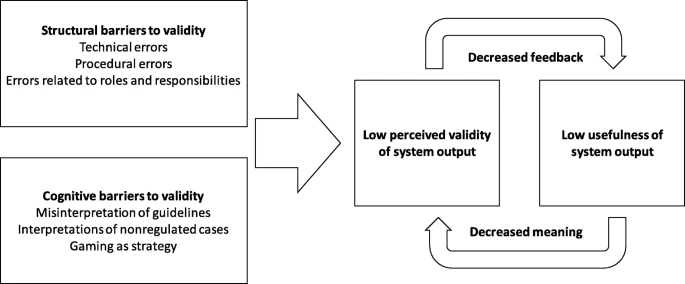 Structural barriers to validity
Technical errors
Procedural errors
Errors related to roles and responsibilities
Cognitive barriers to validity
Misinterpretation of guidelines
Interpretations of nonregulated cases
Gaming as strategy
Decreased feedback
Low perceived validity
of system output
Low usefulness of
system output
Decreased meaning